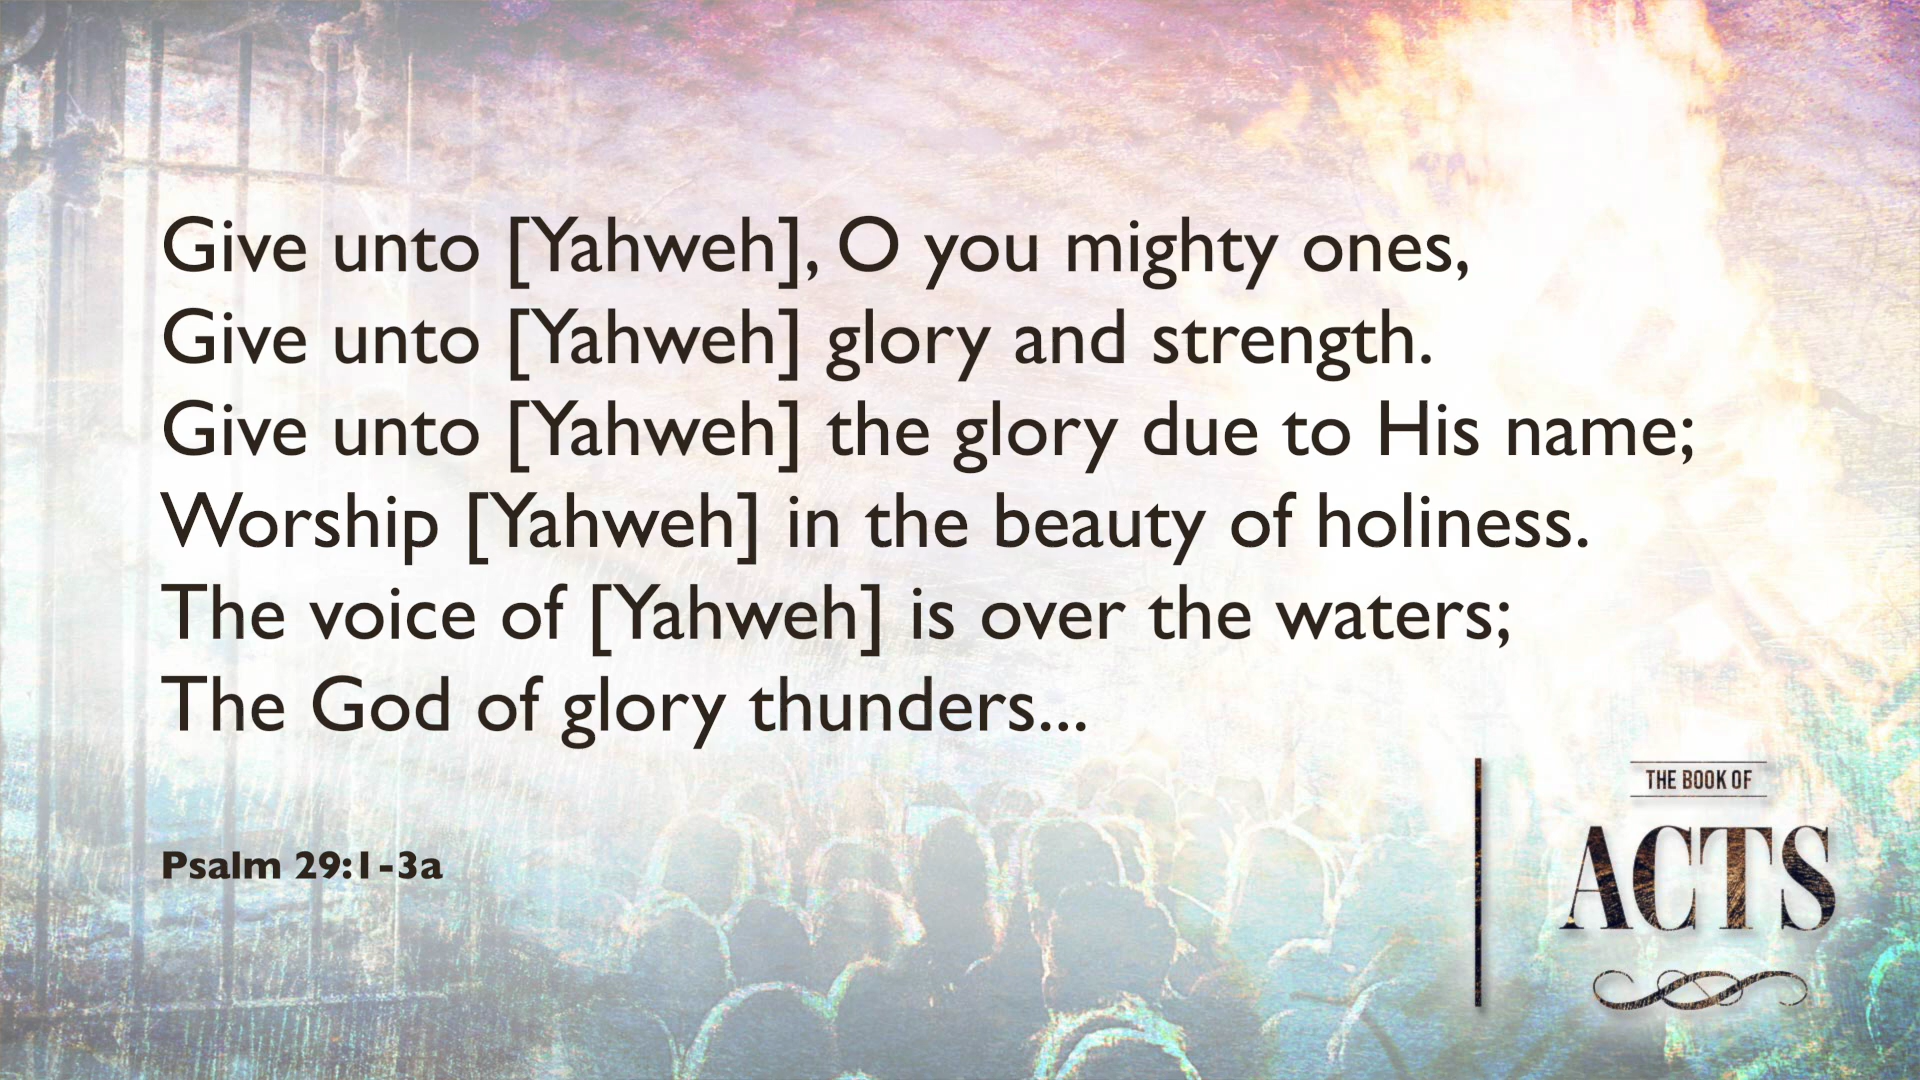 Give unto [Yahweh], O you mighty ones,
Give unto [Yahweh] glory and strength.
Give unto [Yahweh] the glory due to His name;
Worship [Yahweh] in the beauty of holiness.
The voice of [Yahweh] is over the waters;
The God of glory thunders...
Psalm 29:1-3a
THE BOOK OF
ACTS